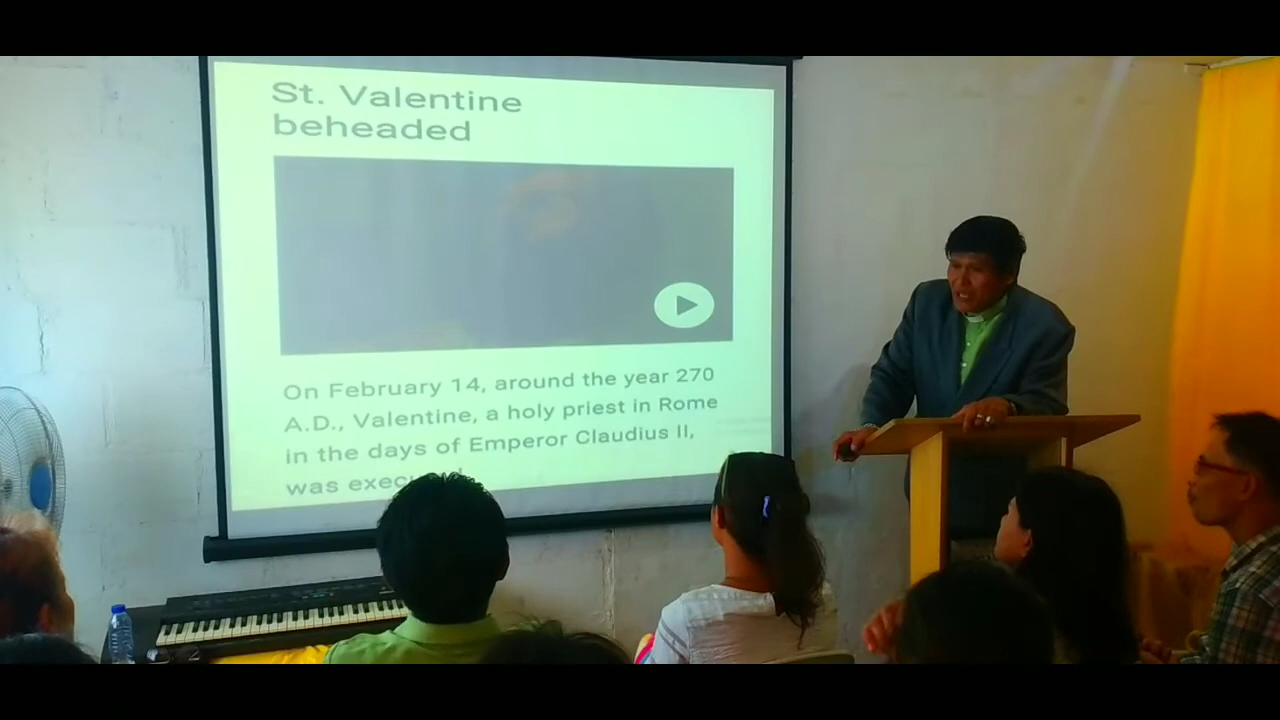 St. Valentine
beheaded
On February 14, around the year 270
A.D., Valentine, a holy priest in Rome
in the days of Emperor Claudius II,
was